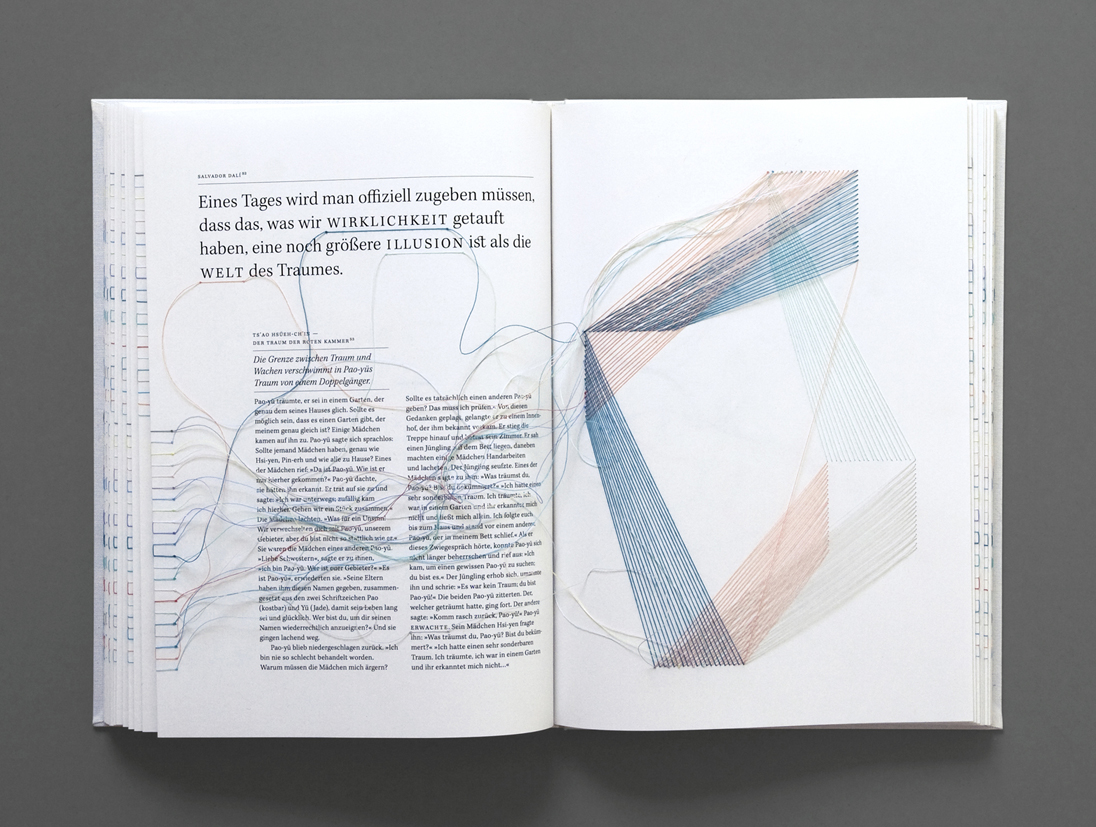 SALVADOR DALÍ
Eines Tages wird man offiziell zugeben müssen,
dass das, was wir WIRKLICHKEIT getauft
haben, eine noch größere ILLUSION ist als die
WELT des Traumes.
TS'AO HSÜEH-CH'IN —
DER TRAUM DER ROTEN KAMMER
Die Grenze zwischen Traum und
Wachen verschwimmt in Pao-yüs
Traum von einem Doppelgänger.
Pao-yü träumte, er sei in einem Garten, der
genau dem seines Hauses glich. Sollte es
möglich sein, dass es einen Garten gibt, der
meinem genau gleich ist? Einige Mädchen
kamen auf ihn zu. Pao-yü sagte sich sprachlos:
Sollte jemand Mädchen haben, genau wie
Hsi-yen, Pin-erh und wie alle zu Hause? Eines
der Mädchen rief: »Da ist Pao-yü. Wie ist er
nur hierher gekommen?« Pao-yü dachte,
sie hätten ihn erkannt. Er trat auf sie zu und
sagte: »Ich war unterwegs; zufällig kam
ich hierher. Gehen wir ein Stück zusammen.«
Die Mädchen lachten. »Was für ein Unsinn!
Wir verwechselten dich mit Pao-yü, unserem
Gebieter, aber du bist nicht so stattlich wie er.«
Sie waren die Mädchen eines anderen Pao-yü.
»Liebe Schwestern«, sagte er zu ihnen,
»ich bin Pao-yü. Wer ist euer Gebieter?« »Es
ist Pao-yü«, erwiederten sie. »Seine Eltern
haben ihm diesen Namen gegeben, zusammen-
gesetzt aus den zwei Schriftzeichen Pao
(kostbar) und Yü (Jade), damit sein Leben lang
sei und glücklich. Wer bist du, um dir seinen
Namen wiederrechtlich anzueignen?« Und sie
gingen lachend weg.
Pao-yü blieb niedergeschlagen zurück. »Ich
bin nie so schlecht behandelt worden.
Warum müssen die Mädchen mich ärgern?
Sollte es tatsächlich einen anderen Pao-yü
geben? Das muss ich prüfen.« Von diesen
Gedanken geplagt, gelangte er zu einem Innen-
hof, der ihm bekannt vorkam. Er stieg die
Treppe hinauf und betrat sein Zimmer. Er sah
einen Jüngling auf dem Bett liegen, daneben
machten einige Mädchen Handarbeiten
und lachten. Der Jüngling seufzte. Eines der
Mädchen sagte zu ihm: »Was träumst du,
Pao-yü? Bist du bekümmert?« »Ich hatte einen
sehr sonderbaren Traum. Ich träumte, ich
war in einem Garten und ihr erkanntet mich
nicht und ließt mich allein. Ich folgte euch
bis zum Haus und stand vor einem anderen
Pao-yü, der in meinem Bett schlief.« Als er
dieses Zwiegespräch hörte, konnte Pao-yü sich
nicht länger beherrschen und rief aus: »Ich
kam, um einen gewissen Pao-yü zu suchen;
du bist es.« Der Jüngling erhob sich, umarmte
ihn und schrie: »Es war kein Traum; du bist
Pao-yü!« Die beiden Pao-yü zitterten. Der,
welcher geträumt hatte, ging fort. Der andere
sagte: »Komm rasch zurück, Pao-yü!« Pao-yü
ERWACHTE. Sein Mädchen Hsi-yen fragte
ihn: »Was träumst du, Pao-yü? Bist du beküm-
mert?« »Ich hatte einen sehr sonderbaren
Traum. Ich träumte, ich war in einem Garten
und ihr erkanntet mich nicht...«